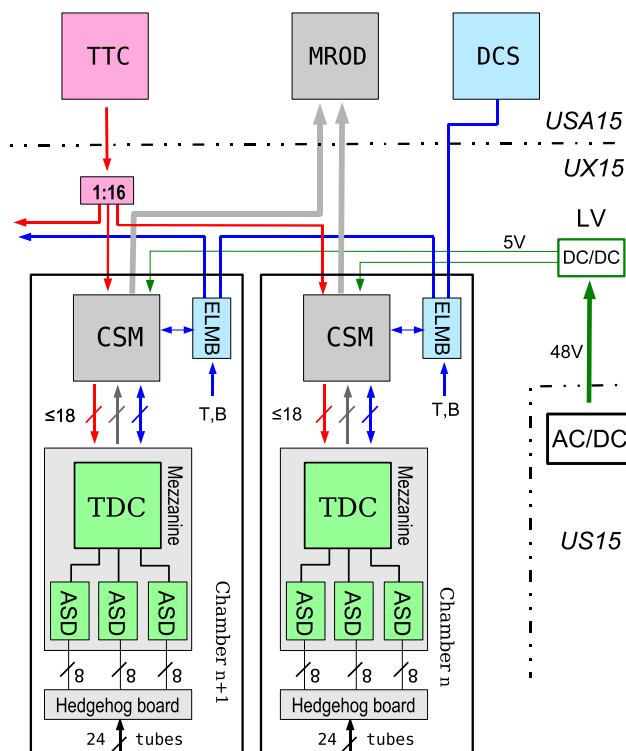 TTC
MROD
DCS
USA15
UX15
1:16
LV
5V
DC/DC
CSM
ELMB
CSM
ELMB
48V
≤18
T,B
≤18
T,B
AC/DC
Mezzanine
TDC
Mezzanine
TDC
US15
ASD
ASD
ASD
Chamber n+1
ASD
ASD
ASD
Chamber n
8
8
8
8
8
8
Hedgehog board
Hedgehog board
24 tubes
24 tubes